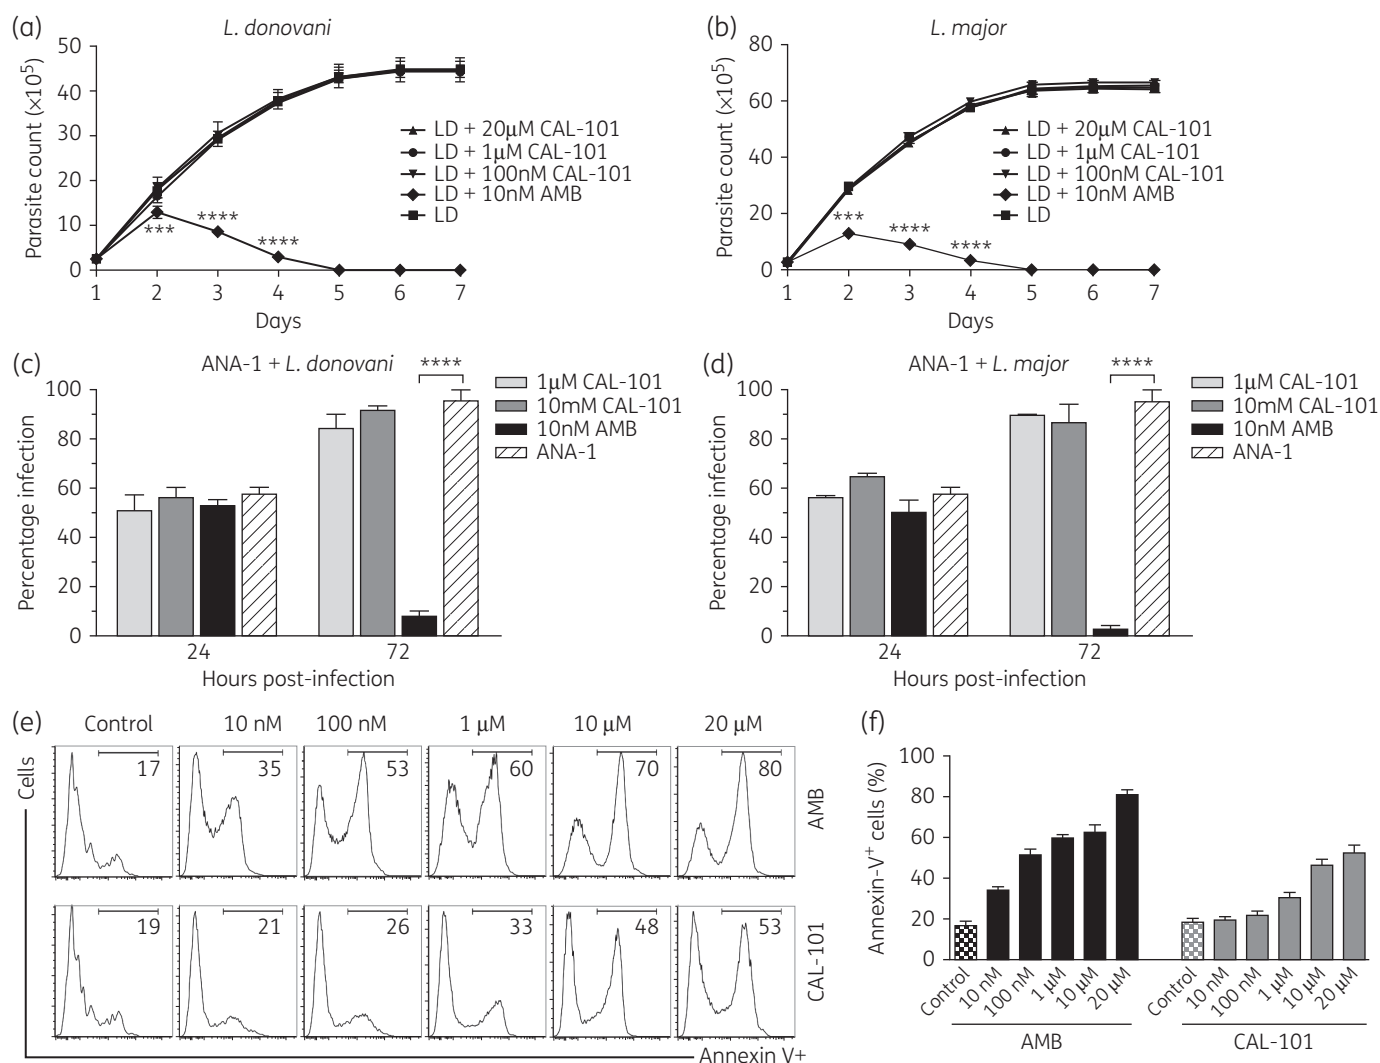 (a)
L. donovani
Parasite count (×10⁵)
50
40
30
20
10
0
LD + 20µM CAL-101
LD + 1µM CAL-101
LD + 100nM CAL-101
LD + 10nM AMB
LD
***
****
****
1 2 3 4 5 6 7
Days
(b)
L. major
Parasite count (×10⁵)
80
60
40
20
0
LD + 20µM CAL-101
LD + 1µM CAL-101
LD + 100nM CAL-101
LD + 10nM AMB
LD
***
****
****
1 2 3 4 5 6 7
Days
(c)
ANA-1 + L. donovani
****
Percentage infection
100
80
60
40
20
0
1µM CAL-101
10mM CAL-101
10nM AMB
ANA-1
24 72
Hours post-infection
(d)
ANA-1 + L. major
****
Percentage infection
100
80
60
40
20
0
1µM CAL-101
10mM CAL-101
10nM AMB
ANA-1
24 72
Hours post-infection
(e)
Control 10 nM 100 nM 1 µM 10 µM 20 µM
Cells
17 35 53 60 70 80
AMB
19 21 26 33 48 53
CAL-101
Annexin V+
(f)
Annexin-V⁺ cells (%)
100
80
60
40
20
0
Control 10 nM 100 nM 1 µM 10 µM 20 µM
Control 10 nM 100 nM 1 µM 10 µM 20 µM
AMB CAL-101